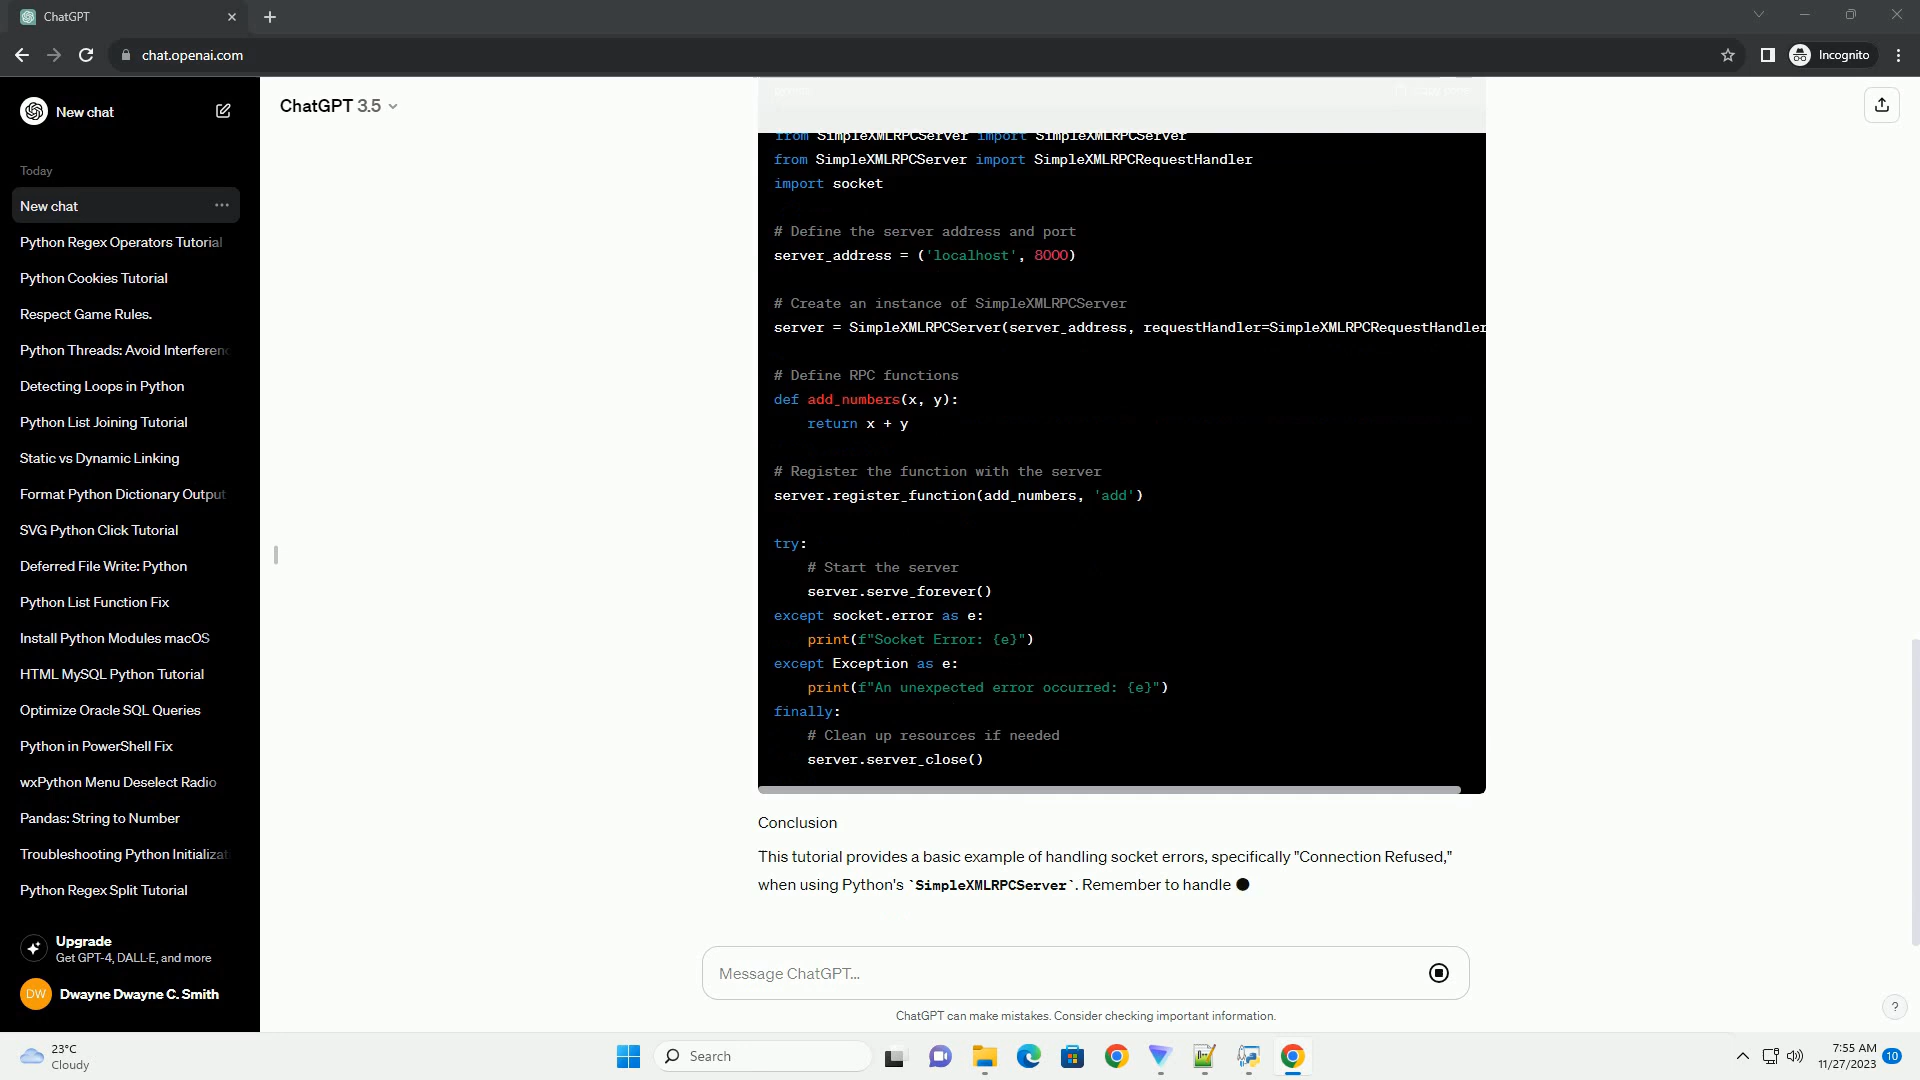 ChatGPT
chat.openai.com
Incognito
New chat
ChatGPT 3.5
Today
New chat
Python Regex Operators Tutorial
Python Cookies Tutorial
Respect Game Rules.
Python Threads: Avoid Interferenc
Detecting Loops in Python
Python List Joining Tutorial
Static vs Dynamic Linking
Format Python Dictionary Output
SVG Python Click Tutorial
Deferred File Write: Python
Python List Function Fix
Install Python Modules macOS
HTML MySQL Python Tutorial
Optimize Oracle SQL Queries
Python in PowerShell Fix
wxPython Menu Deselect Radio
Pandas: String to Number
Troubleshooting Python Initializat
Python Regex Split Tutorial
Upgrade
Get GPT-4, DALL·E, and more
DW
Dwayne Dwayne C. Smith
from SimpleXMLRPCServer import SimpleXMLRPCServer
from SimpleXMLRPCServer import SimpleXMLRPCRequestHandler
import socket
# Define the server address and port
server_address = ('localhost', 8000)
# Create an instance of SimpleXMLRPCServer
server = SimpleXMLRPCServer(server_address, requestHandler=SimpleXMLRPCRequestHandler
# Define RPC functions
def add_numbers(x, y):
    return x + y
# Register the function with the server
server.register_function(add_numbers, 'add')
try:
    # Start the server
    server.serve_forever()
except socket.error as e:
    print(f"Socket Error: {e}")
except Exception as e:
    print(f"An unexpected error occurred: {e}")
finally:
    # Clean up resources if needed
    server.server_close()
Conclusion
This tutorial provides a basic example of handling socket errors, specifically "Connection Refused,"
when using Python's `SimpleXMLRPCServer`. Remember to handle
Message ChatGPT...
ChatGPT can make mistakes. Consider checking important information.
?
23°C
Cloudy
Search
7:55 AM
11/27/2023
10